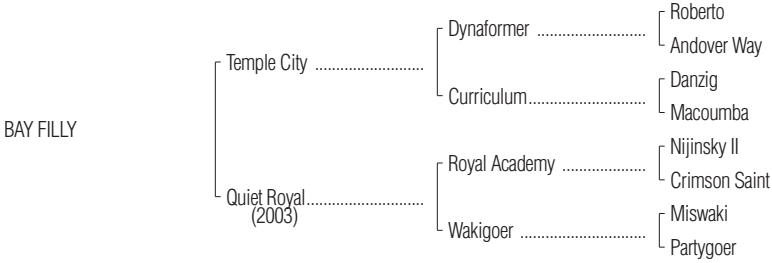 Roberto
Dynaformer ..........................
Andover Way
Temple City ..........................
Danzig
Curriculum............................
Macoumba
BAY FILLY
Nijinsky II
Royal Academy ....................
Crimson Saint
Quiet Royal............................
(2003)
Miswaki
Wakigoer ..............................
Partygoer